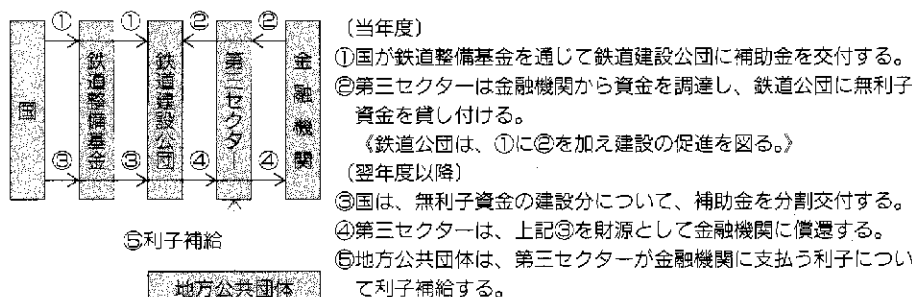 ① ① ② ②
国
鉄道整備基金
鉄道建設公団
第三セクター
金融機関
③ ③ ④ ④
⑤利子補給
地方公共団体
〔当年度〕
①国が鉄道整備基金を通じて鉄道建設公団に補助金を交付する。
②第三セクターは金融機関から資金を調達し、鉄道公団に無利子
資金を貸し付ける。
《鉄道公団は、①に②を加え建設の促進を図る。》
〔翌年度以降〕
③国は、無利子資金の建設分について、補助金を分割交付する。
④第三セクターは、上記③を財源として金融機関に償還する。
⑤地方公共団体は、第三セクターが金融機関に支払う利子につい
て利子補給する。